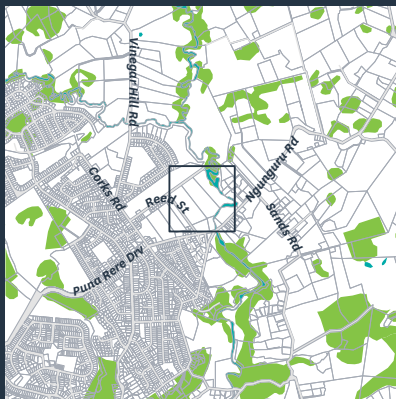 Vinegar Hill Rd
Ngunguru Rd
Corks Rd
Reed St
Sands Rd
Puna Rere Drv